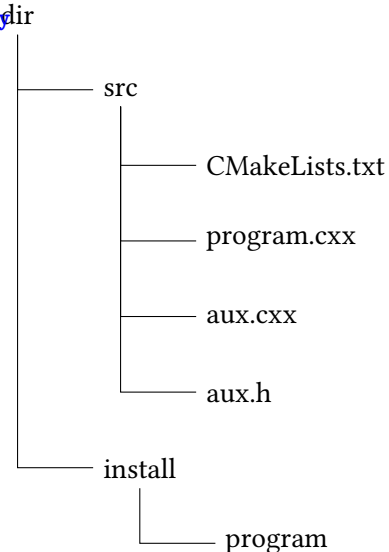 dir
src
CMakeLists.txt
program.cxx
aux.cxx
aux.h
install
program